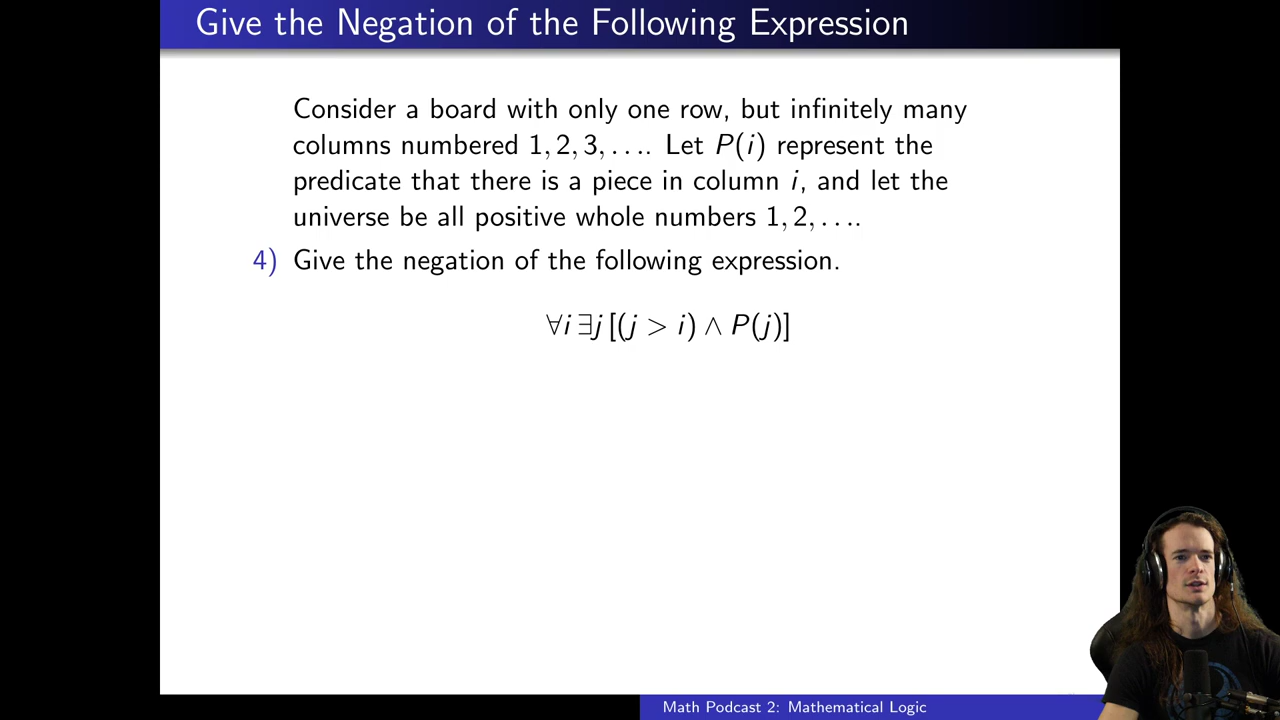 Give the Negation of the Following Expression
Consider a board with only one row, but infinitely many
columns numbered 1, 2, 3, . . .. Let P(i) represent the
predicate that there is a piece in column i, and let the
universe be all positive whole numbers 1, 2, . . ..
4) Give the negation of the following expression.
∀i ∃j [(j > i) ∧ P(j)]
Math Podcast 2: Mathematical Logic